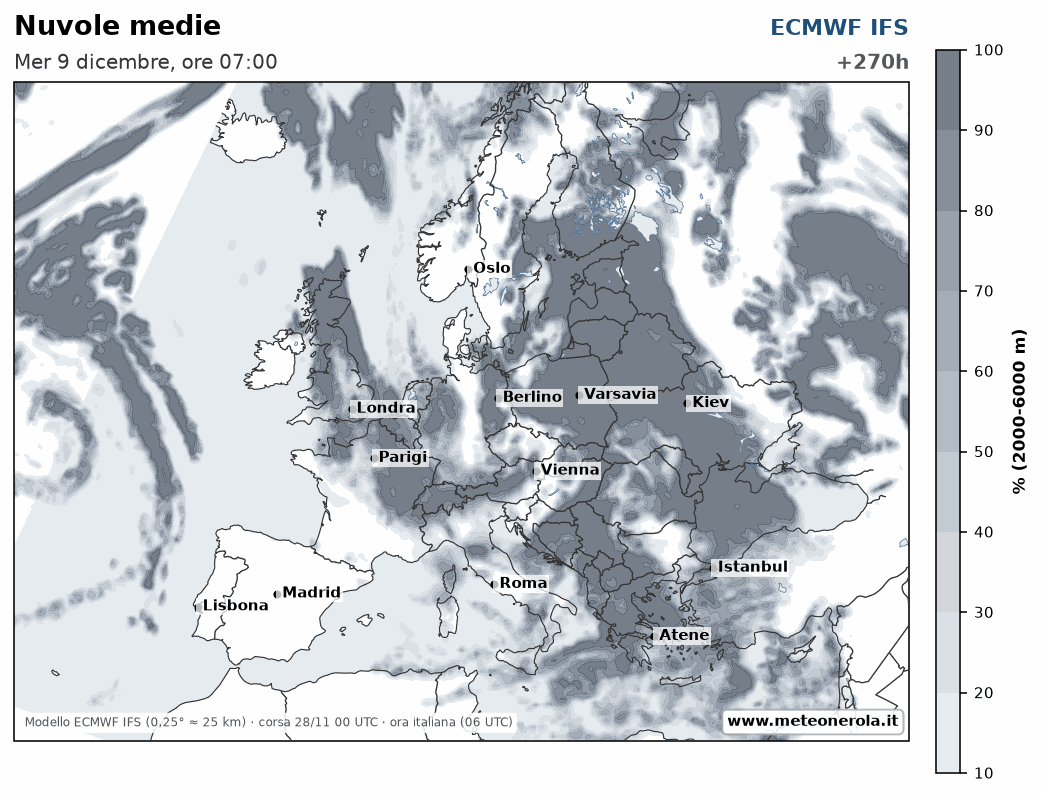 Nuvole medie
ECMWF IFS
Mer 9 dicembre, ore 07:00
+270h
Oslo
Londra
Berlino
Varsavia
Kiev
Parigi
Vienna
Istanbul
Roma
Madrid
Lisbona
Atene
Modello ECMWF IFS (0,25° ≈ 25 km) · corsa 28/11 00 UTC · ora italiana (06 UTC)
www.meteonerola.it
100
90
80
70
60
50
40
30
20
10
% (2000-6000 m)